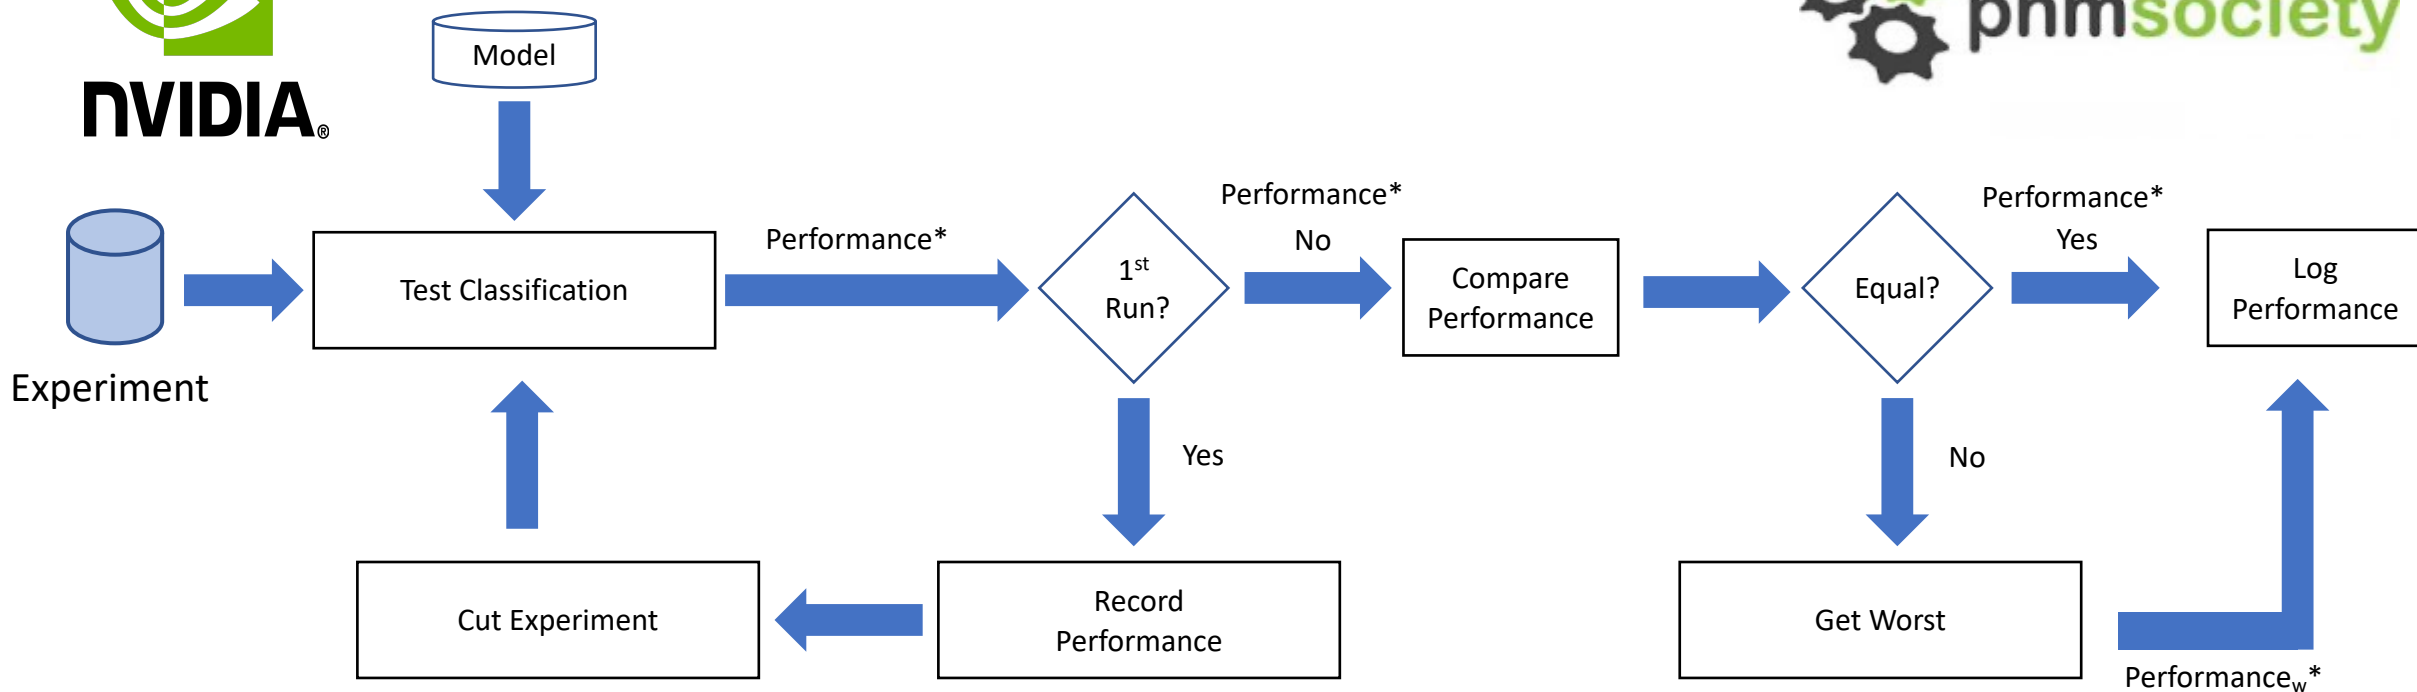 phmsociety
Model
NVIDIA®
Performance*
No
Performance*
Yes
Performance*
1st
Run?
Compare
Performance
Equal?
Log
Performance
Test Classification
Experiment
Yes
No
Cut Experiment
Record
Performance
Get Worst
Performancew*